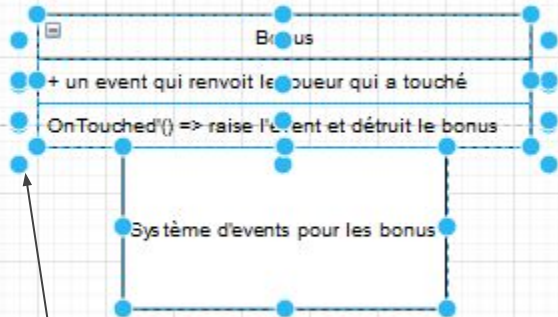 Bonus
+ un event qui renvoit le joueur qui a touché
OnTouched'() => raise l'event et détruit le bonus
Système d'events pour les bonus